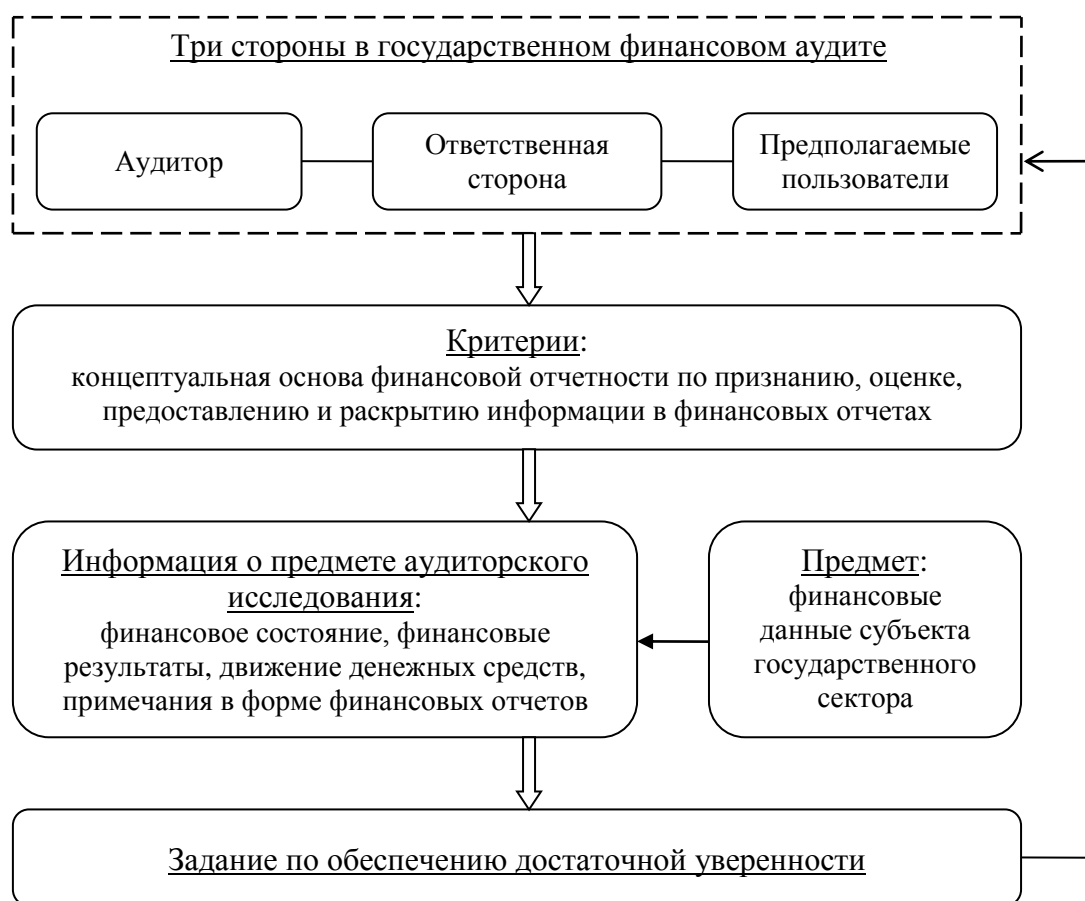 Три стороны в государственном финансовом аудите
Аудитор
Ответственная
сторона
Предполагаемые
пользователи
Критерии:
концептуальная основа финансовой отчетности по признанию, оценке,
предоставлению и раскрытию информации в финансовых отчетах
Информация о предмете аудиторского
исследования:
финансовое состояние, финансовые
результаты, движение денежных средств,
примечания в форме финансовых отчетов
Предмет:
финансовые
данные субъекта
государственного
сектора
Задание по обеспечению достаточной уверенности